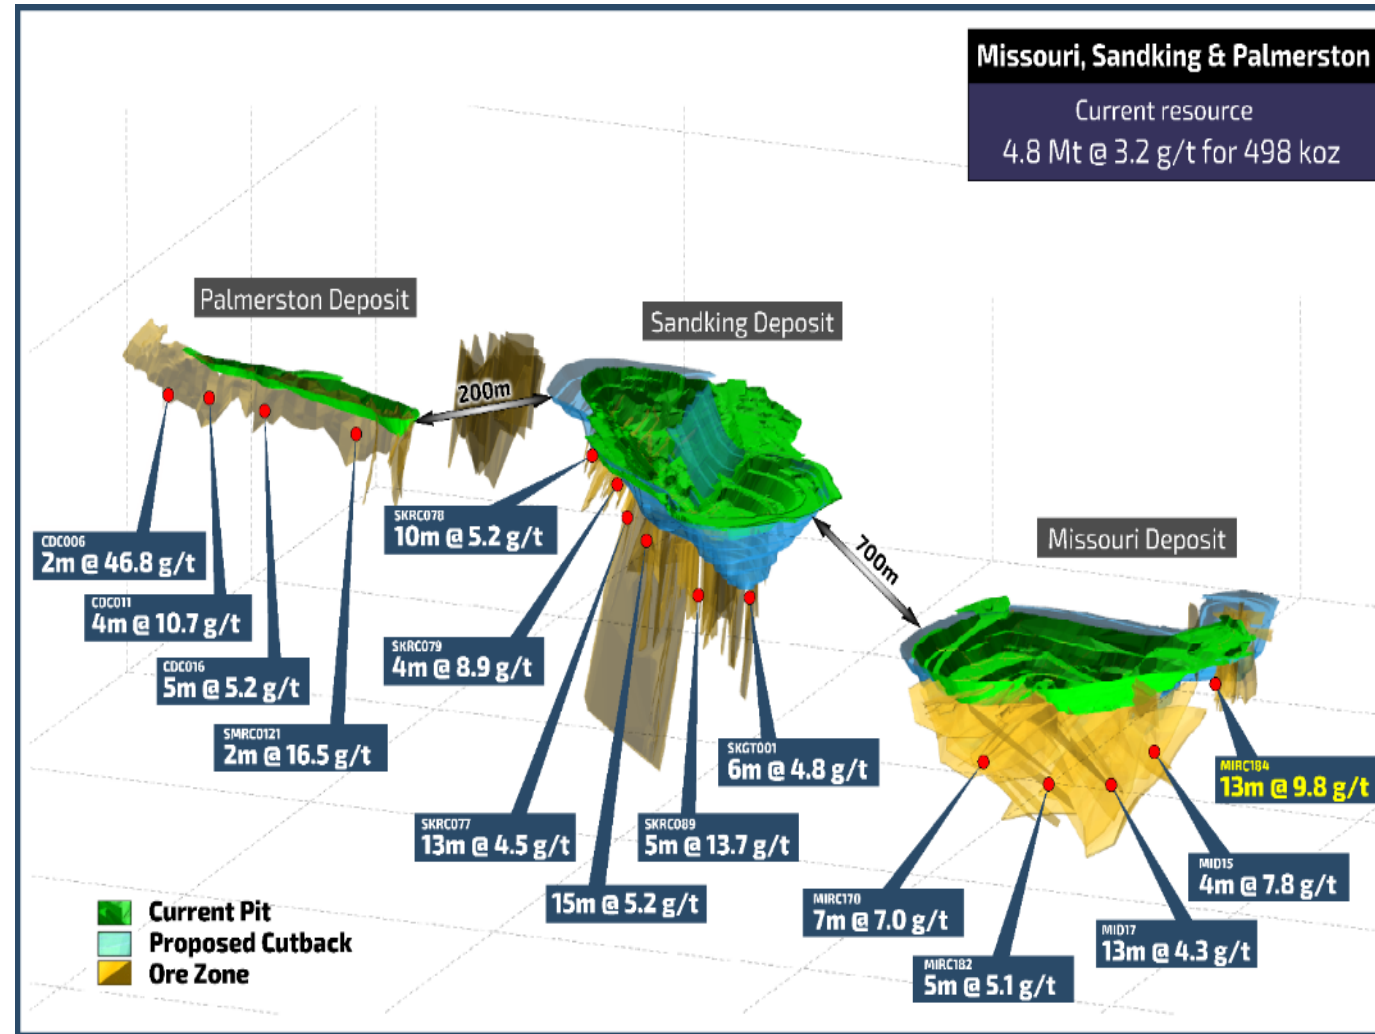 Missouri, Sandking & Palmerston
Current resource
4.8 Mt @ 3.2 g/t for 498 koz
Palmerston Deposit
Sandking Deposit
200m
700m
Missouri Deposit
CDC006
2m @ 46.8 g/t
CDC011
4m @ 10.7 g/t
CDC016
5m @ 5.2 g/t
SMRC0121
2m @ 16.5 g/t
SKRC078
10m @ 5.2 g/t
SKRC079
4m @ 8.9 g/t
SKRC077
13m @ 4.5 g/t
15m @ 5.2 g/t
SKRC089
5m @ 13.7 g/t
SKGT001
6m @ 4.8 g/t
MIRC184
13m @ 9.8 g/t
MID15
4m @ 7.8 g/t
MIRC170
7m @ 7.0 g/t
MID17
13m @ 4.3 g/t
MIRC182
5m @ 5.1 g/t
Current Pit
Proposed Cutback
Ore Zone